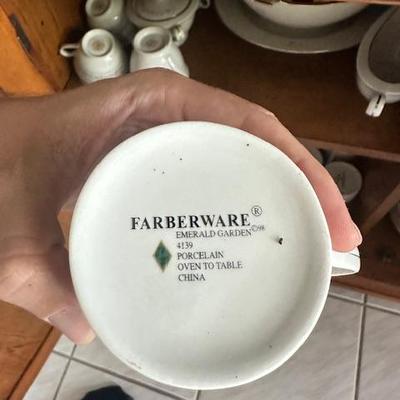 FARBERWARE®
EMERALD GARDEN©98
4139
PORCELAIN
OVEN TO TABLE
CHINA